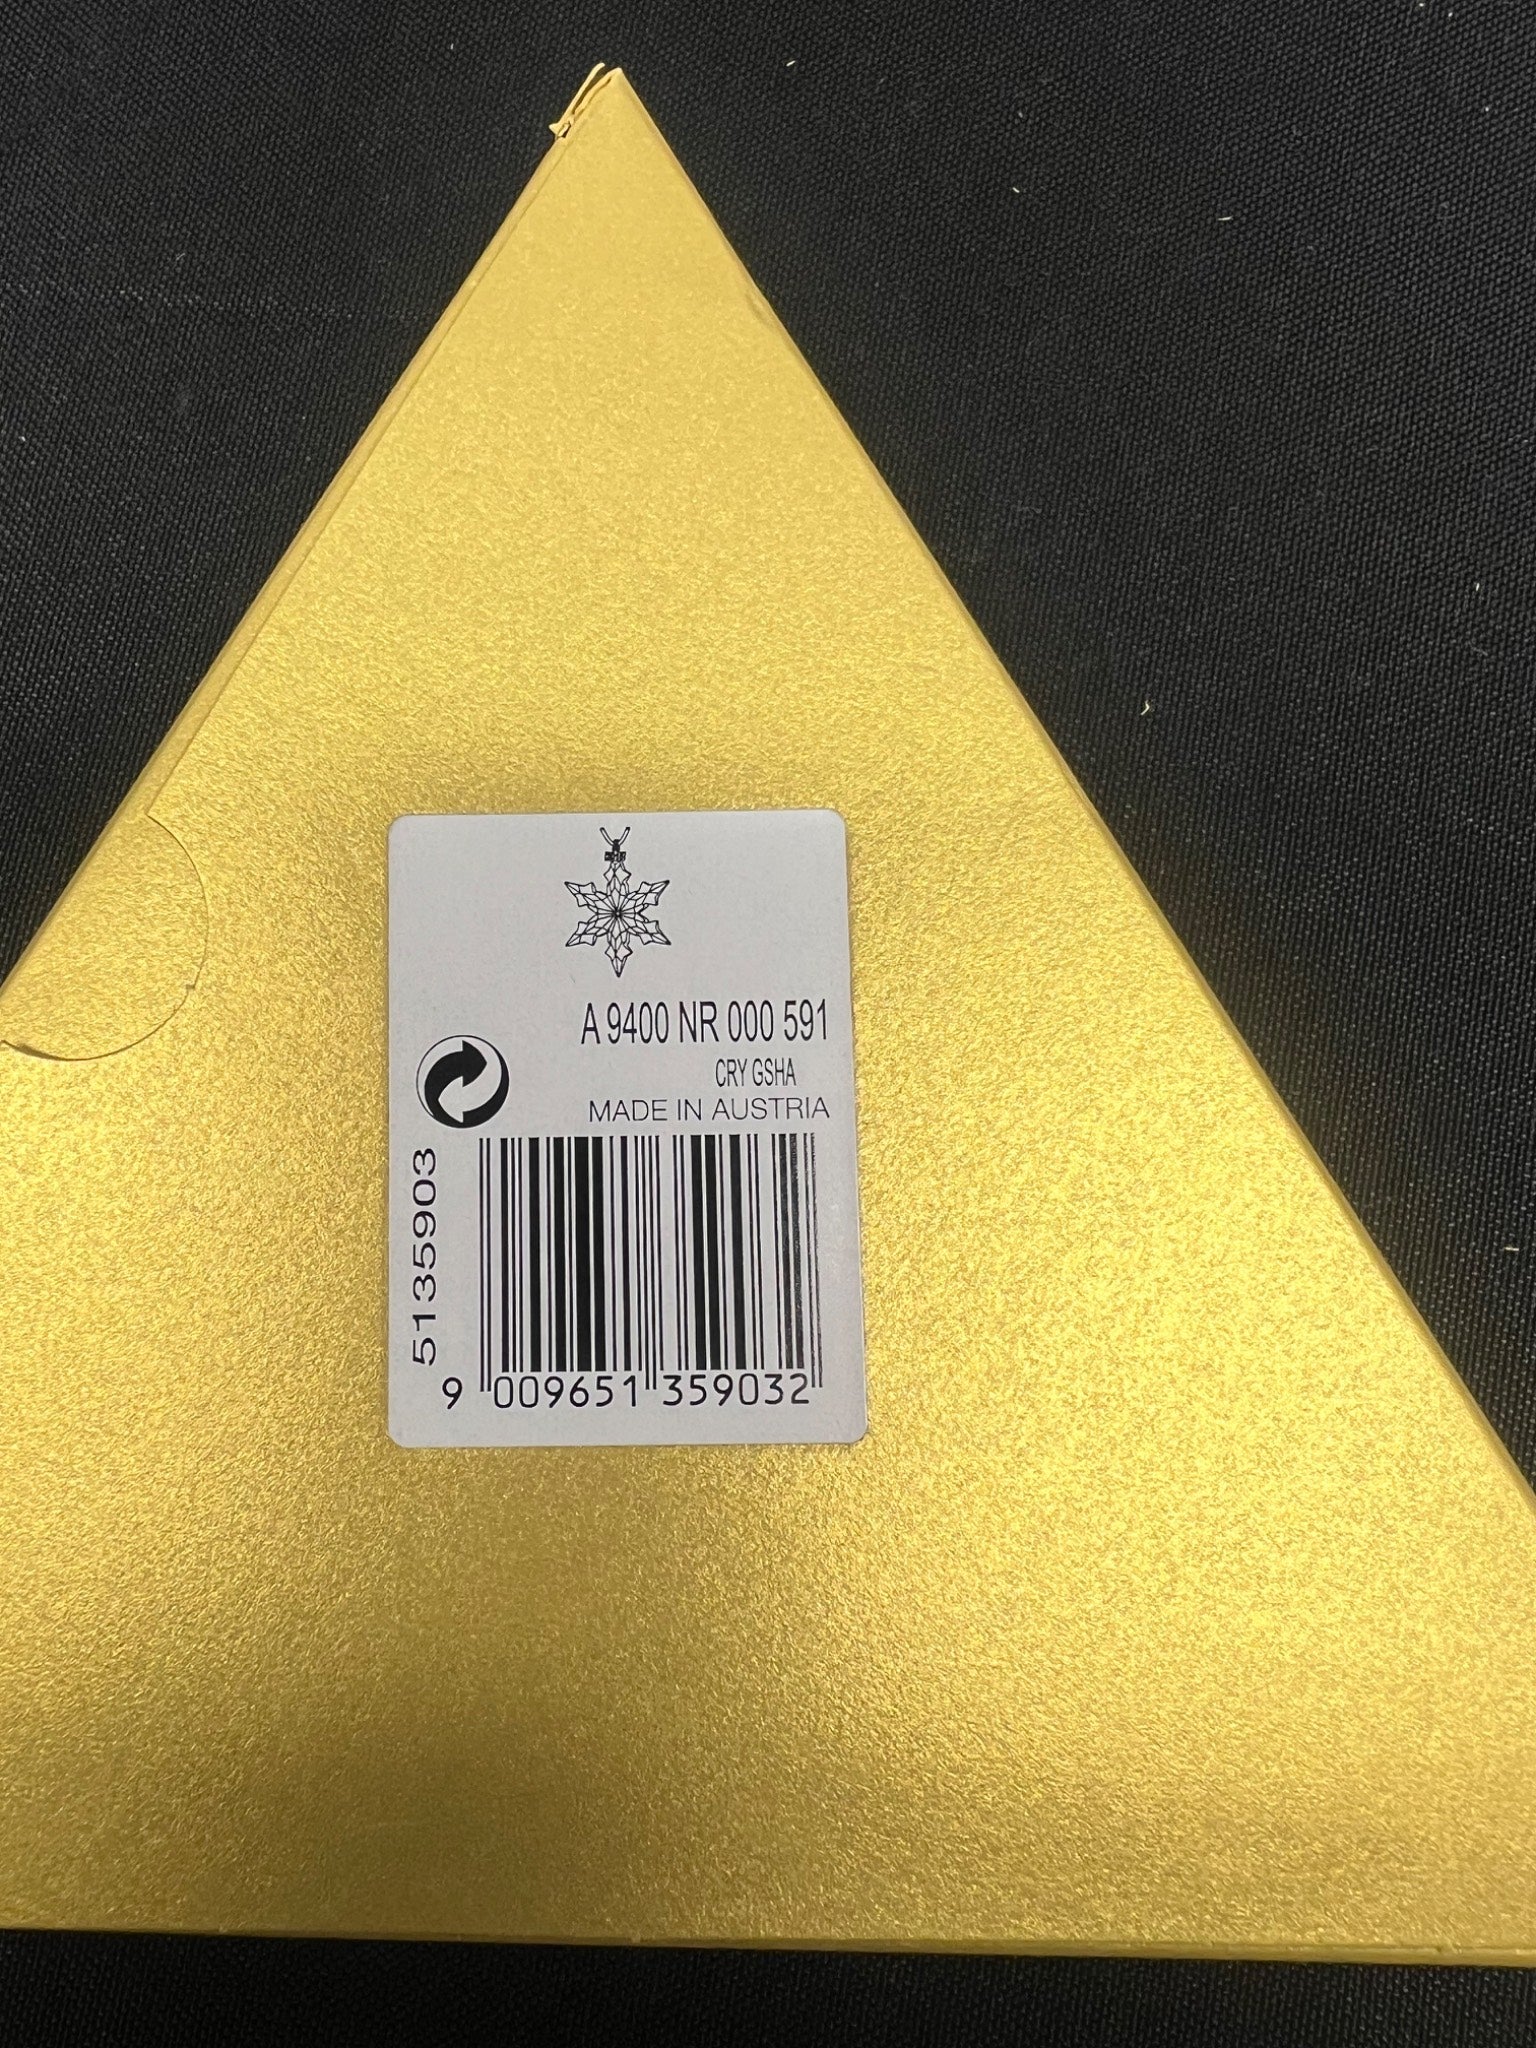 A 9400 NR 000 591
CRY GSHA
MADE IN AUSTRIA
5135903
9 009651 359032